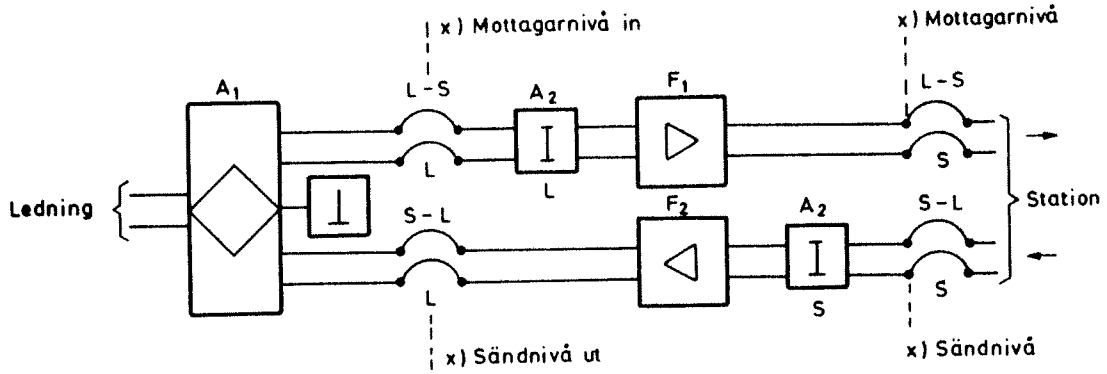 x) Mottagarnivå in
x) Mottagarnivå
A1
L-S
A2
F1
L-S
L
L
S
Ledning
S-L
F2
A2
S-L
Station
L
S
S
x) Sändnivå ut
x) Sändnivå